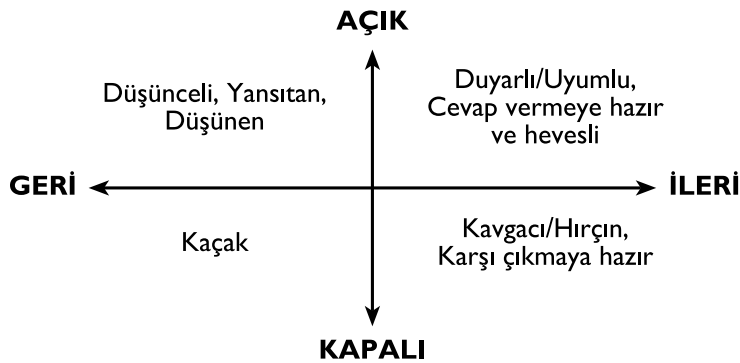 AÇIK
Düşünceli, Yansıtan,
Düşünen
Duyarlı/Uyumlu,
Cevap vermeye hazır
ve hevesli
GERİ
İLERİ
Kaçak
Kavgacı/Hırçın,
Karşı çıkmaya hazır
KAPALI